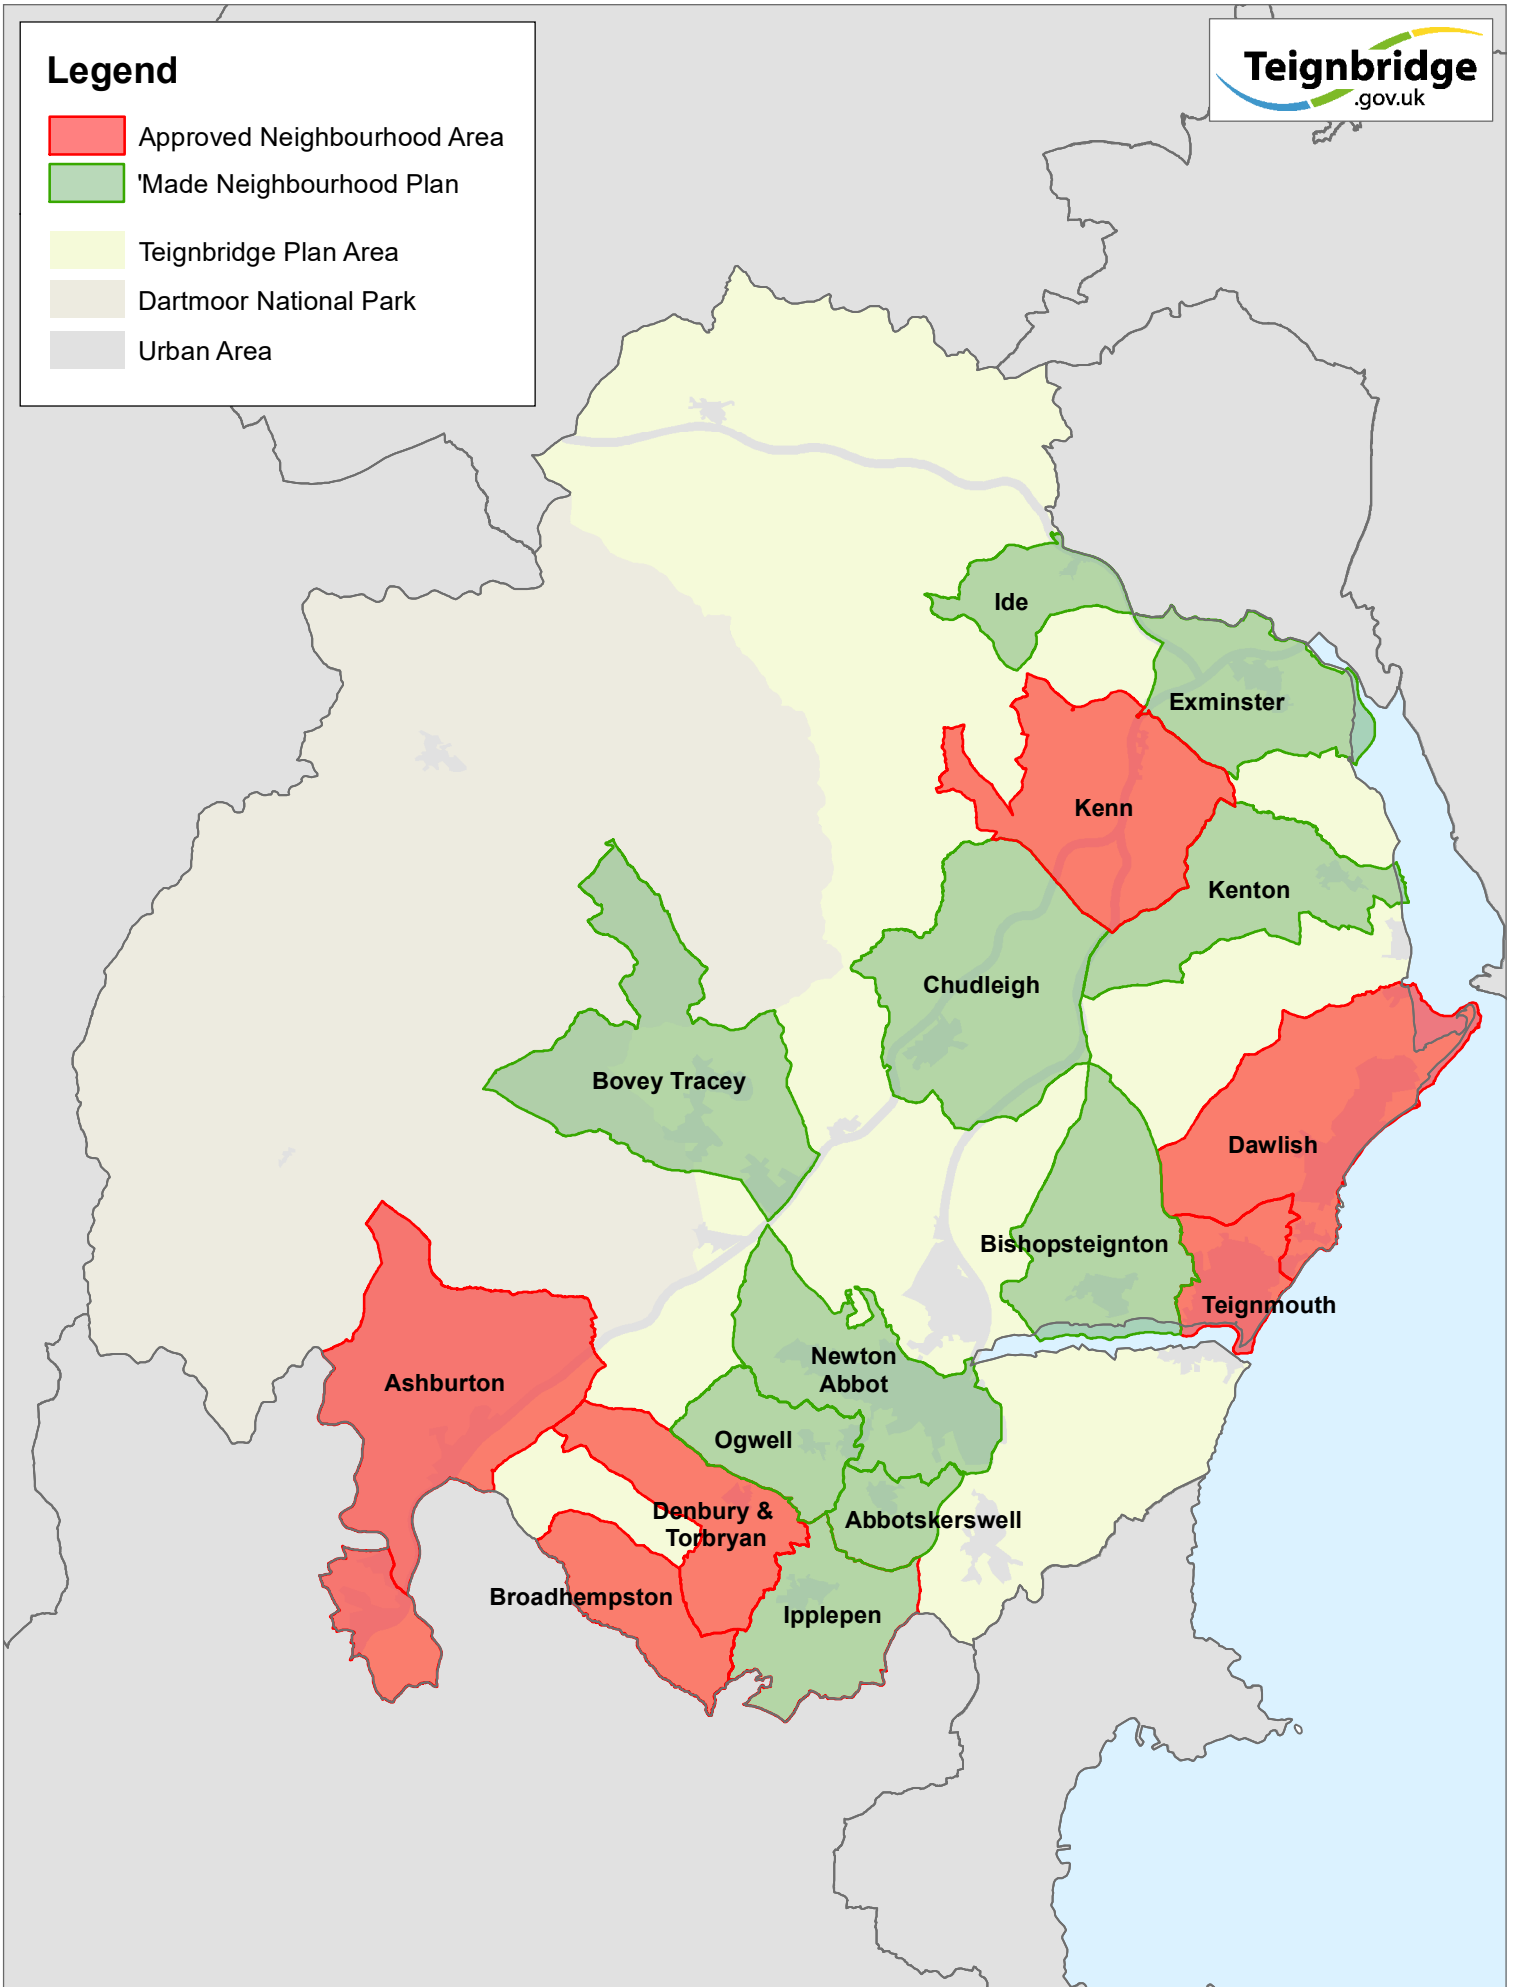 Legend
Approved Neighbourhood Area
'Made Neighbourhood Plan
Teignbridge Plan Area
Dartmoor National Park
Urban Area
Teignbridge
.gov.uk
Ide
Exminster
Kenn
Kenton
Chudleigh
Bovey Tracey
Dawlish
Bishopsteignton
Teignmouth
Newton
Abbot
Ashburton
Ogwell
Denbury &
Torbryan
Abbotskerswell
Broadhempston
Ipplepen